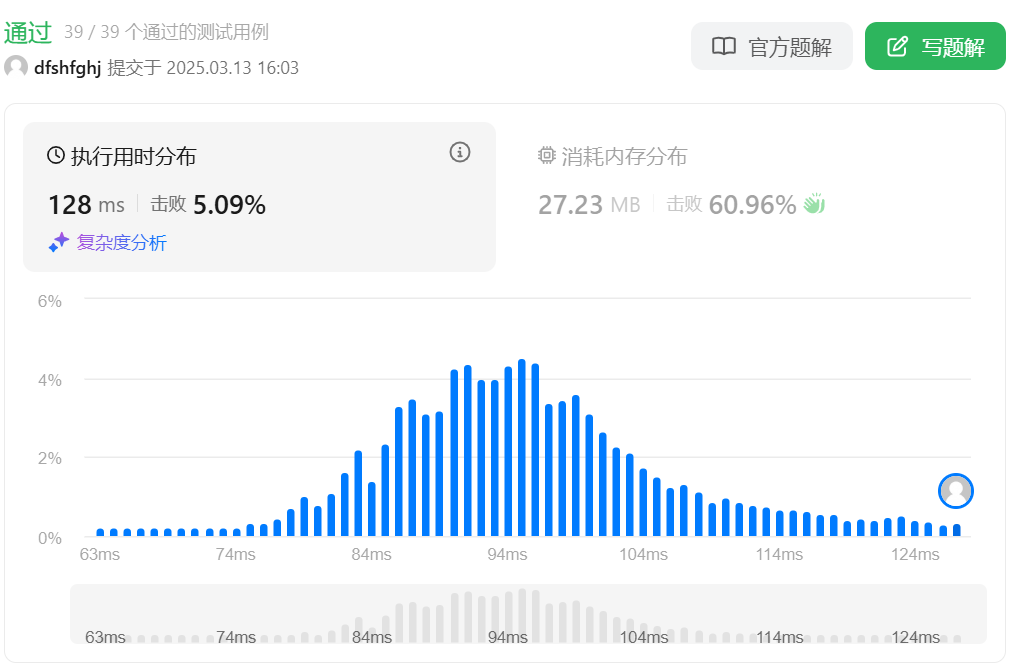 通过 39 / 39 个通过的测试用例
官方题解 写题解
dfshfghj 提交于 2025.03.13 16:03
执行用时分布
128 ms 击败 5.09%
复杂度分析
消耗内存分布
27.23 MB 击败 60.96%
6%
4%
2%
0%
63ms 74ms 84ms 94ms 104ms 114ms 124ms
63ms 74ms 84ms 94ms 104ms 114ms 124ms